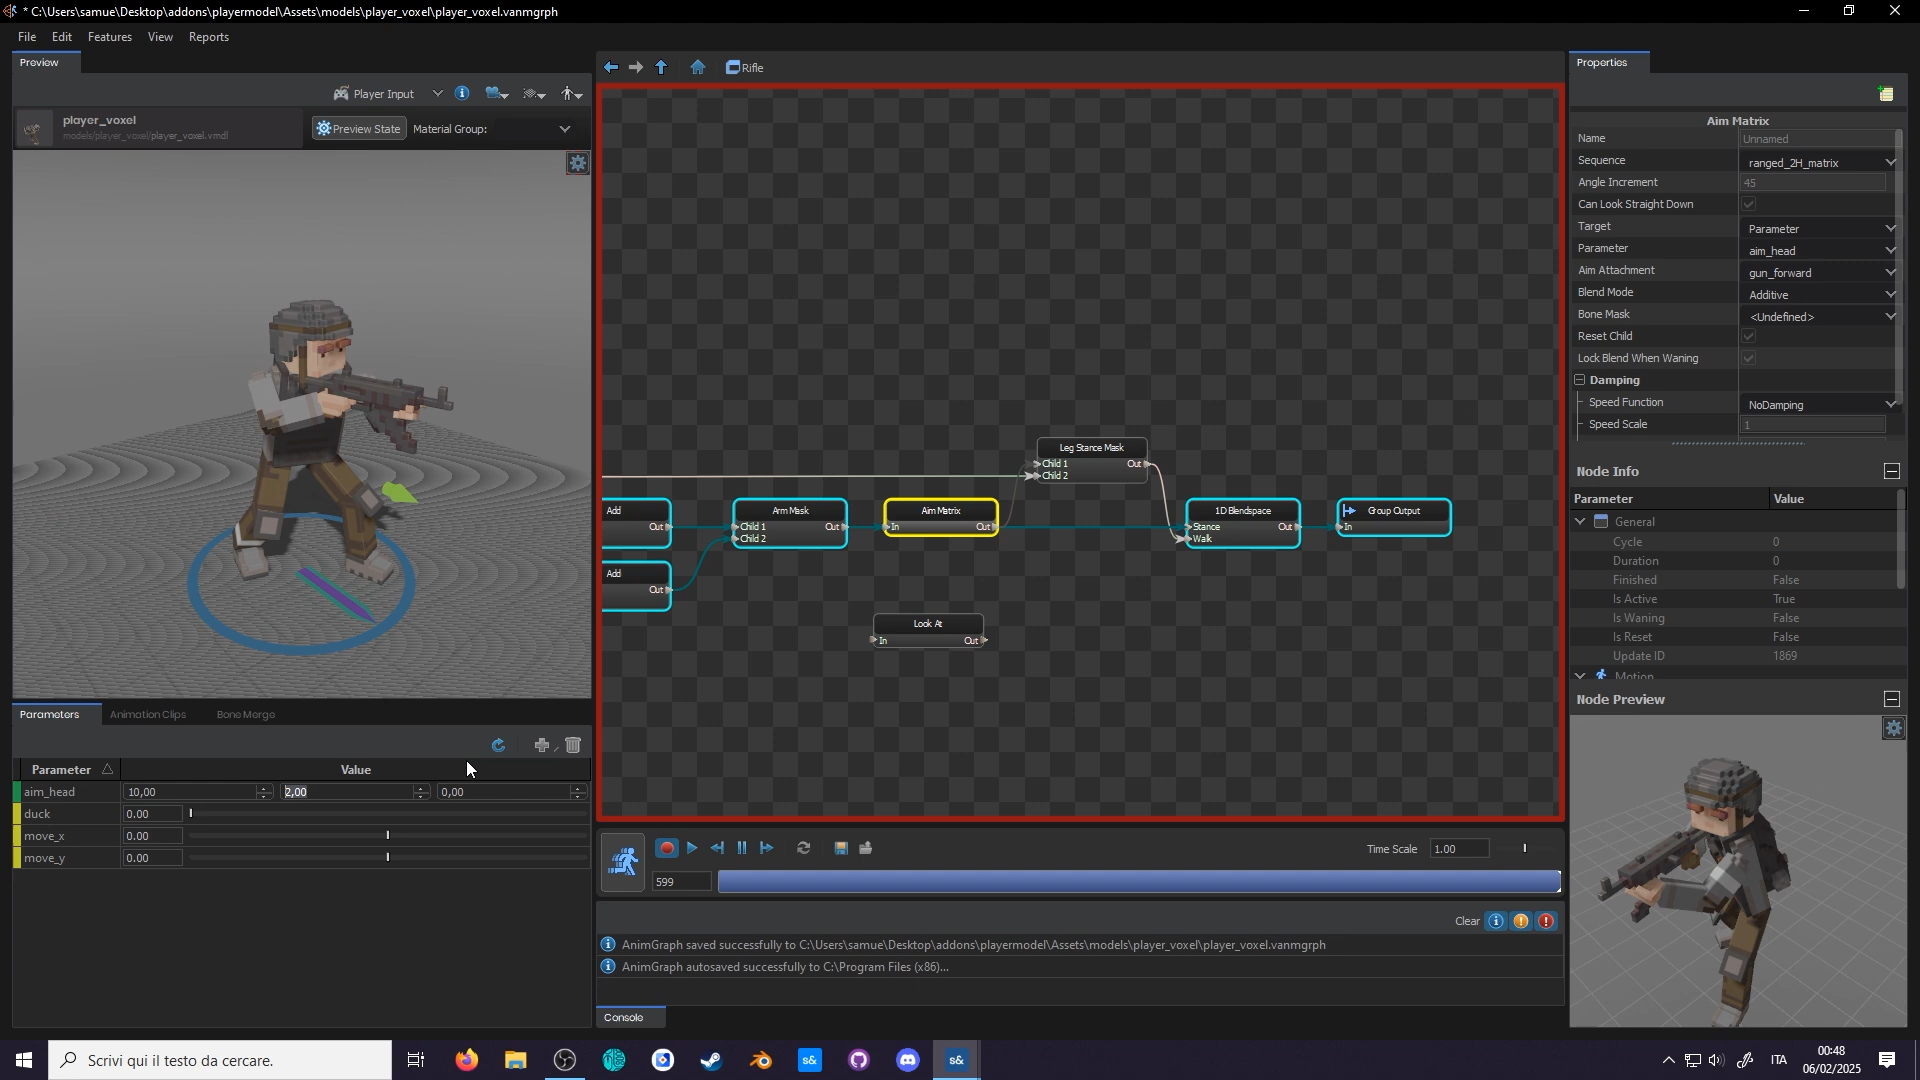 * C:\Users\samue\Desktop\addons\playermodel\Assets\models\player_voxel\player_voxel.vanmgrph
File Edit Features View Reports
Preview
Player Input
player_voxel
models/player_voxel/player_voxel.vmdl
Preview State
Material Group:
Rifle
Leg Stance Mask
Child 1 Out
Child 2
Add
Out
Arm Mask
Child 1 Out
Child 2
Aim Matrix
In Out
1D Blendspace
Stance Out
Walk
Group Output
In
Add
Out
Look At
In Out
Properties
Aim Matrix
Name Unnamed
Sequence ranged_2H_matrix
Angle Increment 45
Can Look Straight Down
Target Parameter
Parameter aim_head
Aim Attachment gun_forward
Blend Mode Additive
Bone Mask <Undefined>
Reset Child
Lock Blend When Waning
Damping
Speed Function NoDamping
Speed Scale 1
Node Info
Parameter Value
General
Cycle 0
Duration 0
Finished False
Is Active True
Is Waning False
Is Reset False
Update ID 1869
Motion
Node Preview
Parameters Animation Clips Bone Merge
Parameter Value
aim_head 10,00 2,00 0,00
duck 0.00
move_x 0.00
move_y 0.00
Time Scale 1.00
599
Clear
AnimGraph saved successfully to C:\Users\samue\Desktop\addons\playermodel\Assets\models\player_voxel\player_voxel.vanmgrph
AnimGraph autosaved successfully to C:\Program Files (x86)...
Console
Scrivi qui il testo da cercare.
s&
s&
ITA
00:48
06/02/2025